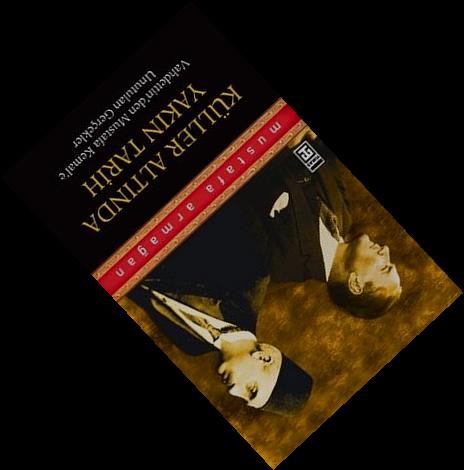 mustafa armağan
KÜLLER ALTINDA
YAKIN TARİH
Vahdettin'den Mustafa Kemal'e
Unutulan Gerçekler